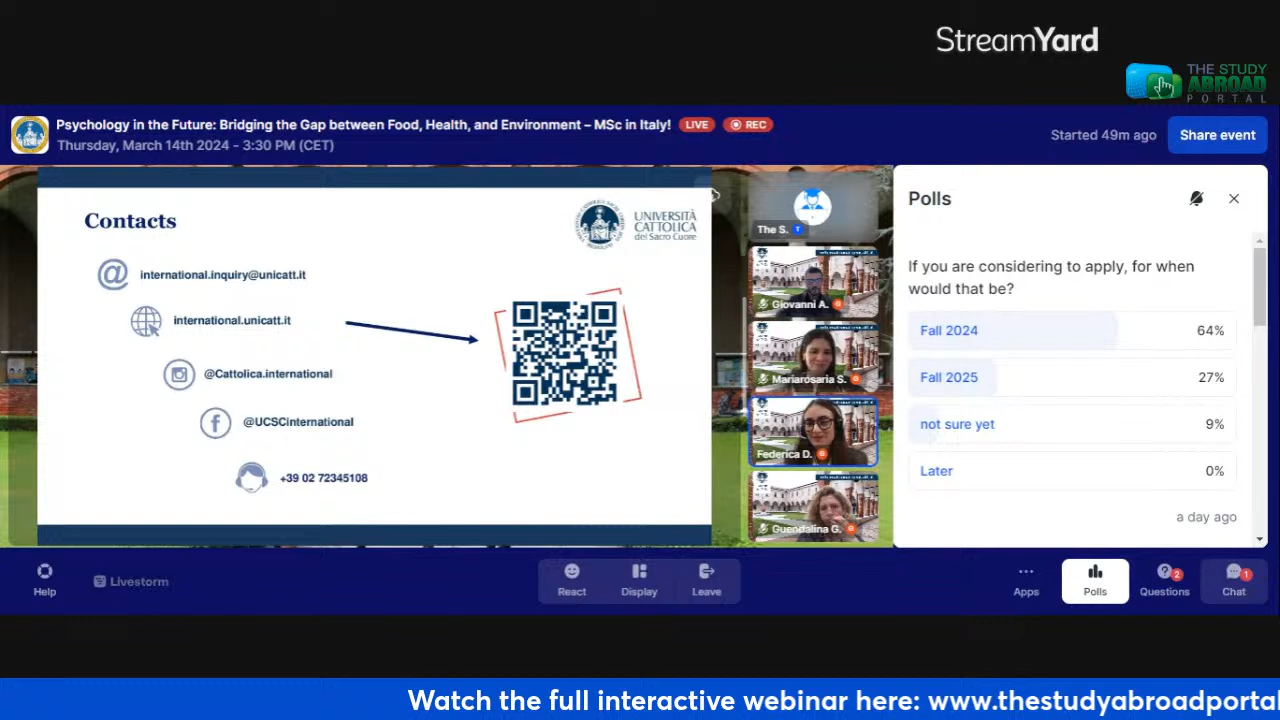 StreamYard
THE STUDY
ABROAD
PORTAL
Psychology in the Future: Bridging the Gap between Food, Health, and Environment – MSc in Italy!
LIVE
REC
Thursday, March 14th 2024 - 3:30 PM (CET)
Started 49m ago
Share event
Contacts
UNIVERSITÀ
CATTOLICA
del Sacro Cuore
international.inquiry@unicatt.it
international.unicatt.it
@Cattolica.international
@UCSCInternational
+39 02 72345108
The S.
T
Giovanni A.
Mariarosaria S.
Federica D.
Guendalina G.
Polls
If you are considering to apply, for when
would that be?
Fall 2024 64%
Fall 2025 27%
not sure yet 9%
Later 0%
a day ago
Help
Livestorm
React
Display
Leave
Apps
Polls
Questions
2
Chat
1
Watch the full interactive webinar here: www.thestudyabroadportal